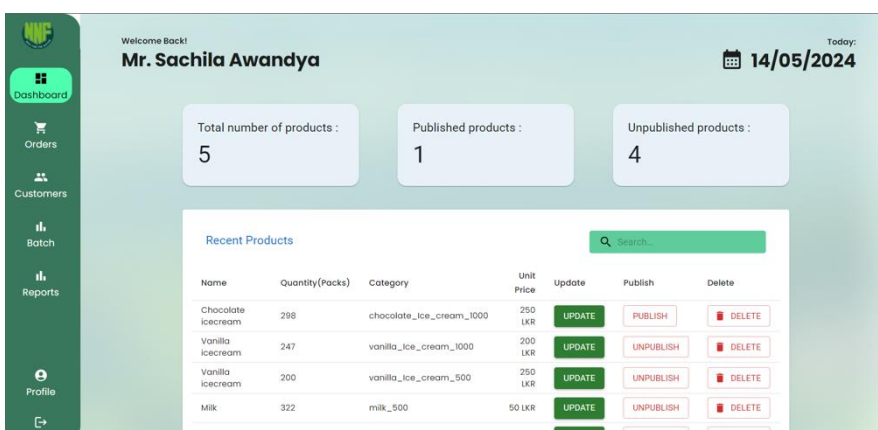 NNF
Welcome Back!
Mr. Sachila Awandya
Today:
14/05/2024
Dashboard
Orders
Customers
Batch
Reports
Profile
Total number of products :
5
Published products :
1
Unpublished products :
4
Recent Products
Search...
Name Quantity(Packs) Category Unit Price Update Publish Delete
Chocolate icecream 298 chocolate_Ice_cream_1000 250 LKR UPDATE PUBLISH DELETE
Vanilla icecream 247 vanilla_Ice_cream_1000 200 LKR UPDATE UNPUBLISH DELETE
Vanilla icecream 200 vanilla_Ice_cream_500 250 LKR UPDATE UNPUBLISH DELETE
Milk 322 milk_500 50 LKR UPDATE UNPUBLISH DELETE